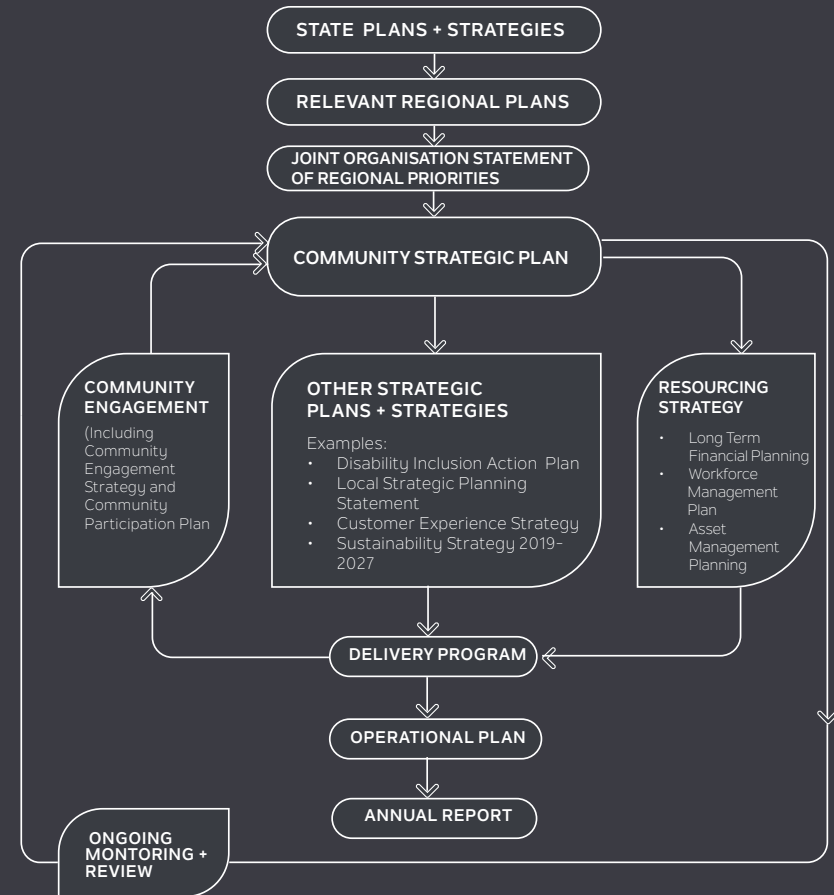 STATE PLANS + STRATEGIES
RELEVANT REGIONAL PLANS
JOINT ORGANISATION STATEMENT
OF REGIONAL PRIORITIES
COMMUNITY STRATEGIC PLAN
COMMUNITY
ENGAGEMENT
(Including
Community
Engagement
Strategy and
Community
Participation Plan
OTHER STRATEGIC
PLANS + STRATEGIES
Examples:
• Disability Inclusion Action Plan
• Local Strategic Planning
Statement
• Customer Experience Strategy
• Sustainability Strategy 2019-
2027
RESOURCING
STRATEGY
• Long Term
Financial Planning
• Workforce
Management
Plan
• Asset
Management
Planning
DELIVERY PROGRAM
OPERATIONAL PLAN
ANNUAL REPORT
ONGOING
MONTORING +
REVIEW